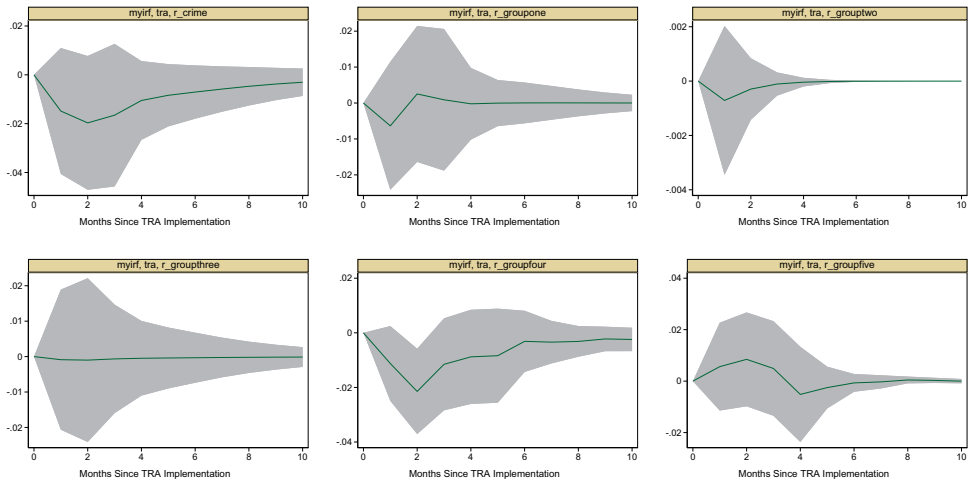 myirf, tra, r_crime
.02
0
-.02
-.04
0 2 4 6 8 10
Months Since TRA Implementation
myirf, tra, r_groupone
.02
.01
0
-.01
-.02
0 2 4 6 8 10
Months Since TRA Implementation
myirf, tra, r_grouptwo
.002
0
-.002
-.004
0 2 4 6 8 10
Months Since TRA Implementation
myirf, tra, r_groupthree
.02
.01
0
-.01
-.02
0 2 4 6 8 10
Months Since TRA Implementation
myirf, tra, r_groupfour
.02
0
-.02
-.04
0 2 4 6 8 10
Months Since TRA Implementation
myirf, tra, r_groupfive
.04
.02
0
-.02
0 2 4 6 8 10
Months Since TRA Implementation